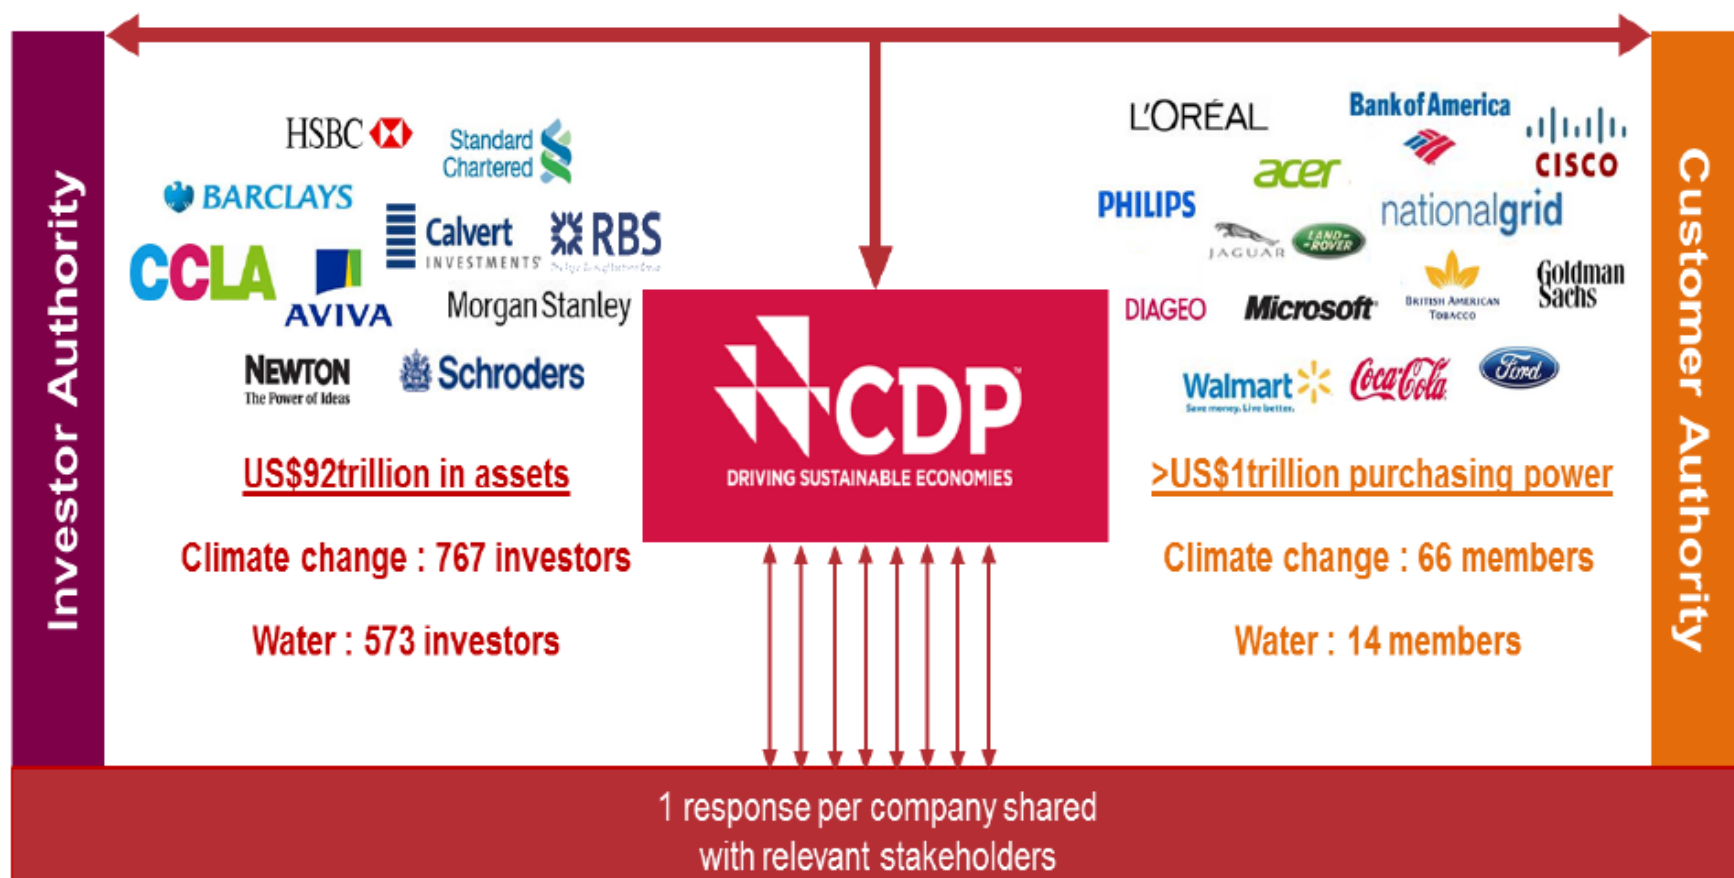 Investor Authority
HSBC
Standard
Chartered
BARCLAYS
Calvert
INVESTMENTS
RBS
CCLA
AVIVA
Morgan Stanley
NEWTON
The Power of Ideas
Schroders
US$92trillion in assets
Climate change : 767 investors
Water : 573 investors
CDP
TM
DRIVING SUSTAINABLE ECONOMIES
L'ORÉAL
Bank of America
CISCO
acer
PHILIPS
nationalgrid
JAGUAR
LAND-
-ROVER
BRITISH AMERICAN
TOBACCO
Goldman
Sachs
DIAGEO
Microsoft
Walmart
Save money. Live better.
Coca-Cola
Ford
>US$1trillion purchasing power
Climate change : 66 members
Water : 14 members
Customer Authority
1 response per company shared
with relevant stakeholders